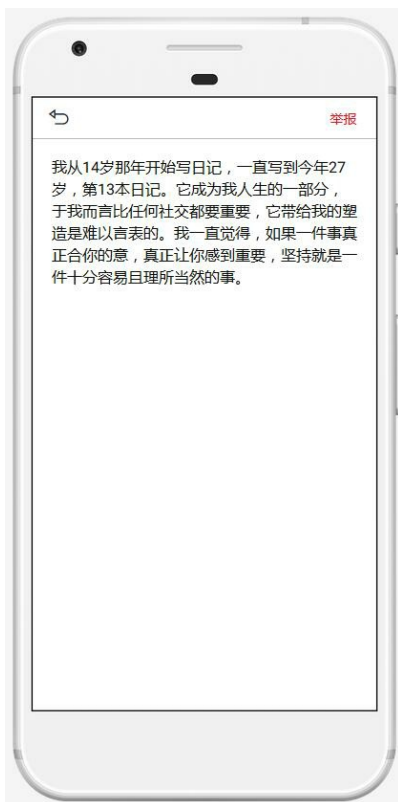 举报
我从14岁那年开始写日记，一直写到今年27
岁，第13本日记。它成为我人生的一部分，
于我而言比任何社交都要重要，它带给我的塑
造是难以言表的。我一直觉得，如果一件事真
正合你的意，真正让你感到重要，坚持就是一
件十分容易且理所当然的事。